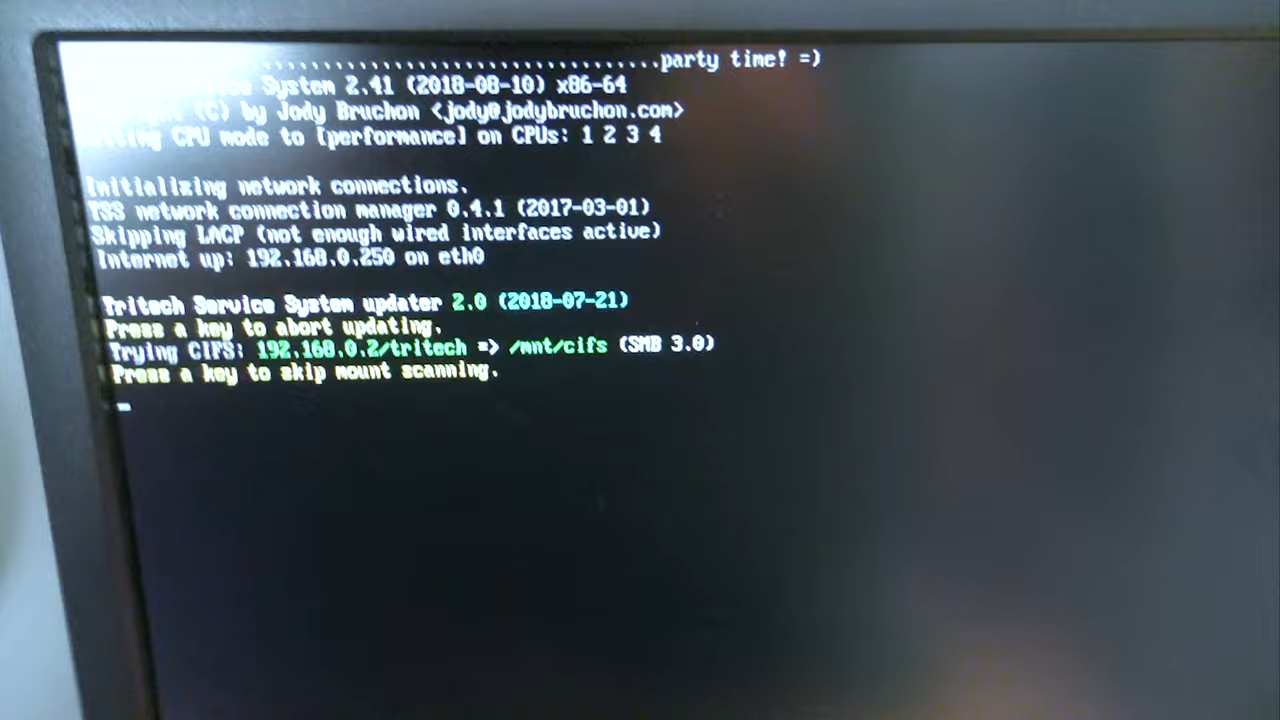 ..................................party time! =)
System 2.41 (2018-08-10) x86-64
(C) by Jody Bruchon <jody@jodybruchon.com>
CPU mode to [performance] on CPUs: 1 2 3 4
Initializing network connections.
TSS network connection manager 0.4.1 (2017-03-01)
Skipping LACP (not enough wired interfaces active)
Internet up: 192.168.0.250 on eth0
Tritech Service System updater 2.0 (2018-07-21)
Press a key to abort updating.
Trying CIFS: 192.168.0.2/tritech => /mnt/cifs (SMB 3.0)
Press a key to skip mount scanning.